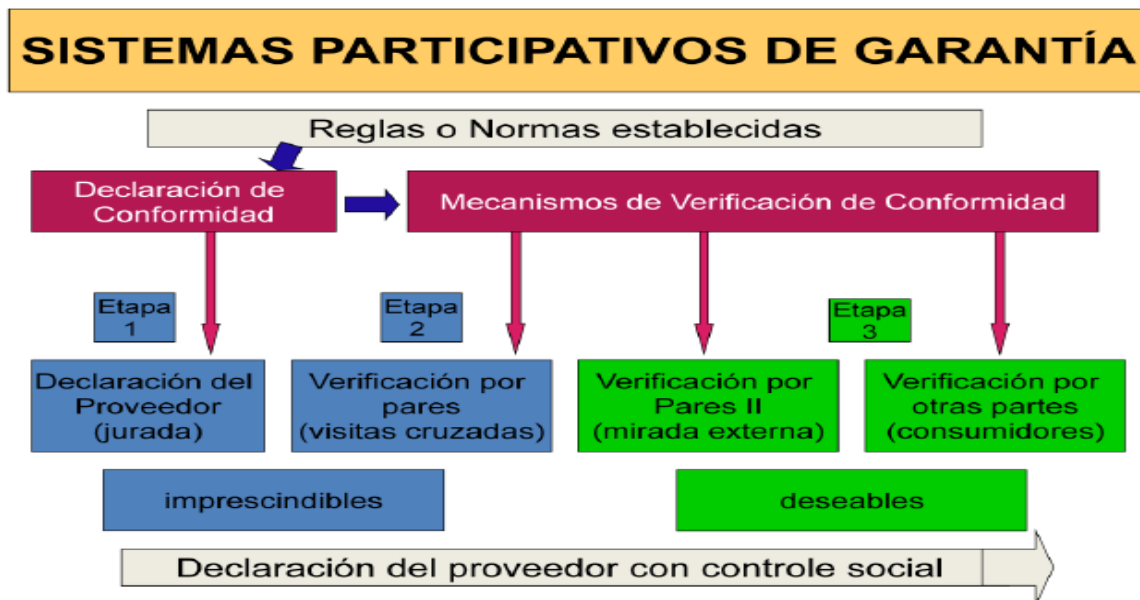 SISTEMAS PARTICIPATIVOS DE GARANTÍA
Reglas o Normas establecidas
Declaración de
Conformidad
Mecanismos de Verificación de Conformidad
Etapa
1
Etapa
2
Etapa
3
Declaración del
Proveedor
(jurada)
Verificación por
pares
(visitas cruzadas)
Verificación por
Pares II
(mirada externa)
Verificación por
otras partes
(consumidores)
imprescindibles
deseables
Declaración del proveedor con controle social